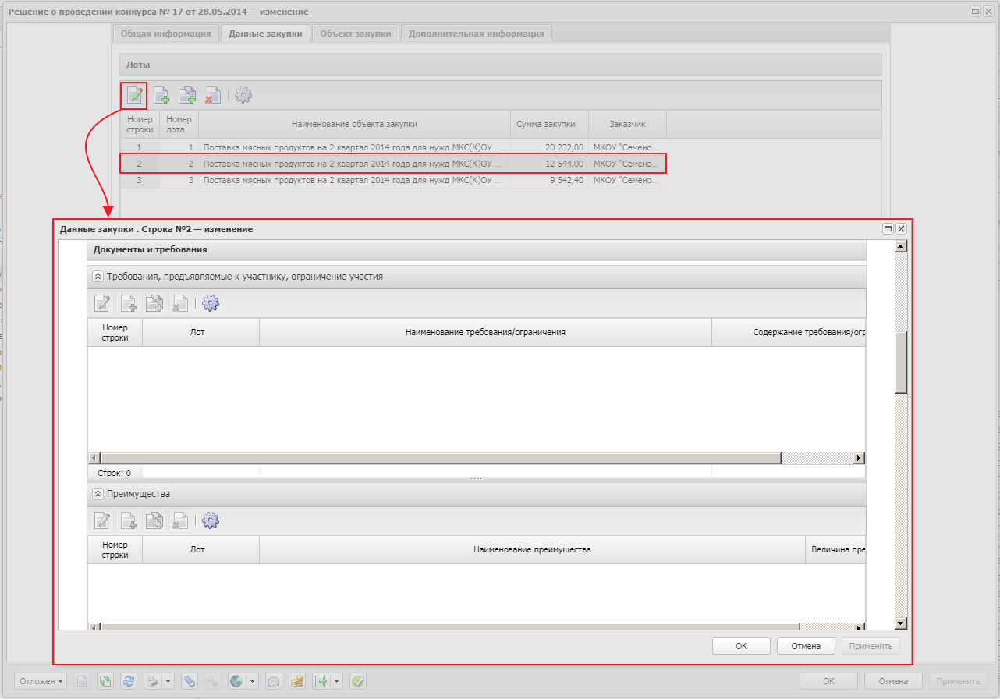 Решение о проведении конкурса № 17 от 28.05.2014 — изменение
Общая информация
Данные закупки
Объект закупки
Дополнительная информация
Лоты
Номер строки
Номер лота
Наименование объекта закупки
Сумма закупки
Заказчик
1 1 Поставка мясных продуктов на 2 квартал 2014 года для нужд МКС(К)ОУ ... 20 232,00 МКОУ "Семено...
2 2 Поставка мясных продуктов на 2 квартал 2014 года для нужд МКС(К)ОУ ... 12 544,00 МКОУ "Семено...
3 3 Поставка мясных продуктов на 2 квартал 2014 года для нужд МКС(К)ОУ ... 9 542,40 МКОУ "Семено...
Данные закупки . Строка №2 — изменение
Документы и требования
Требования, предъявляемые к участнику, ограничение участия
Номер строки
Лот
Наименование требования/ограничения
Содержание требования/огр
Строк: 0
Преимущества
Номер строки
Лот
Наименование преимущества
Величина пре
ОК
Отмена
Применить
Отложен
ОК
Отмена
Применить